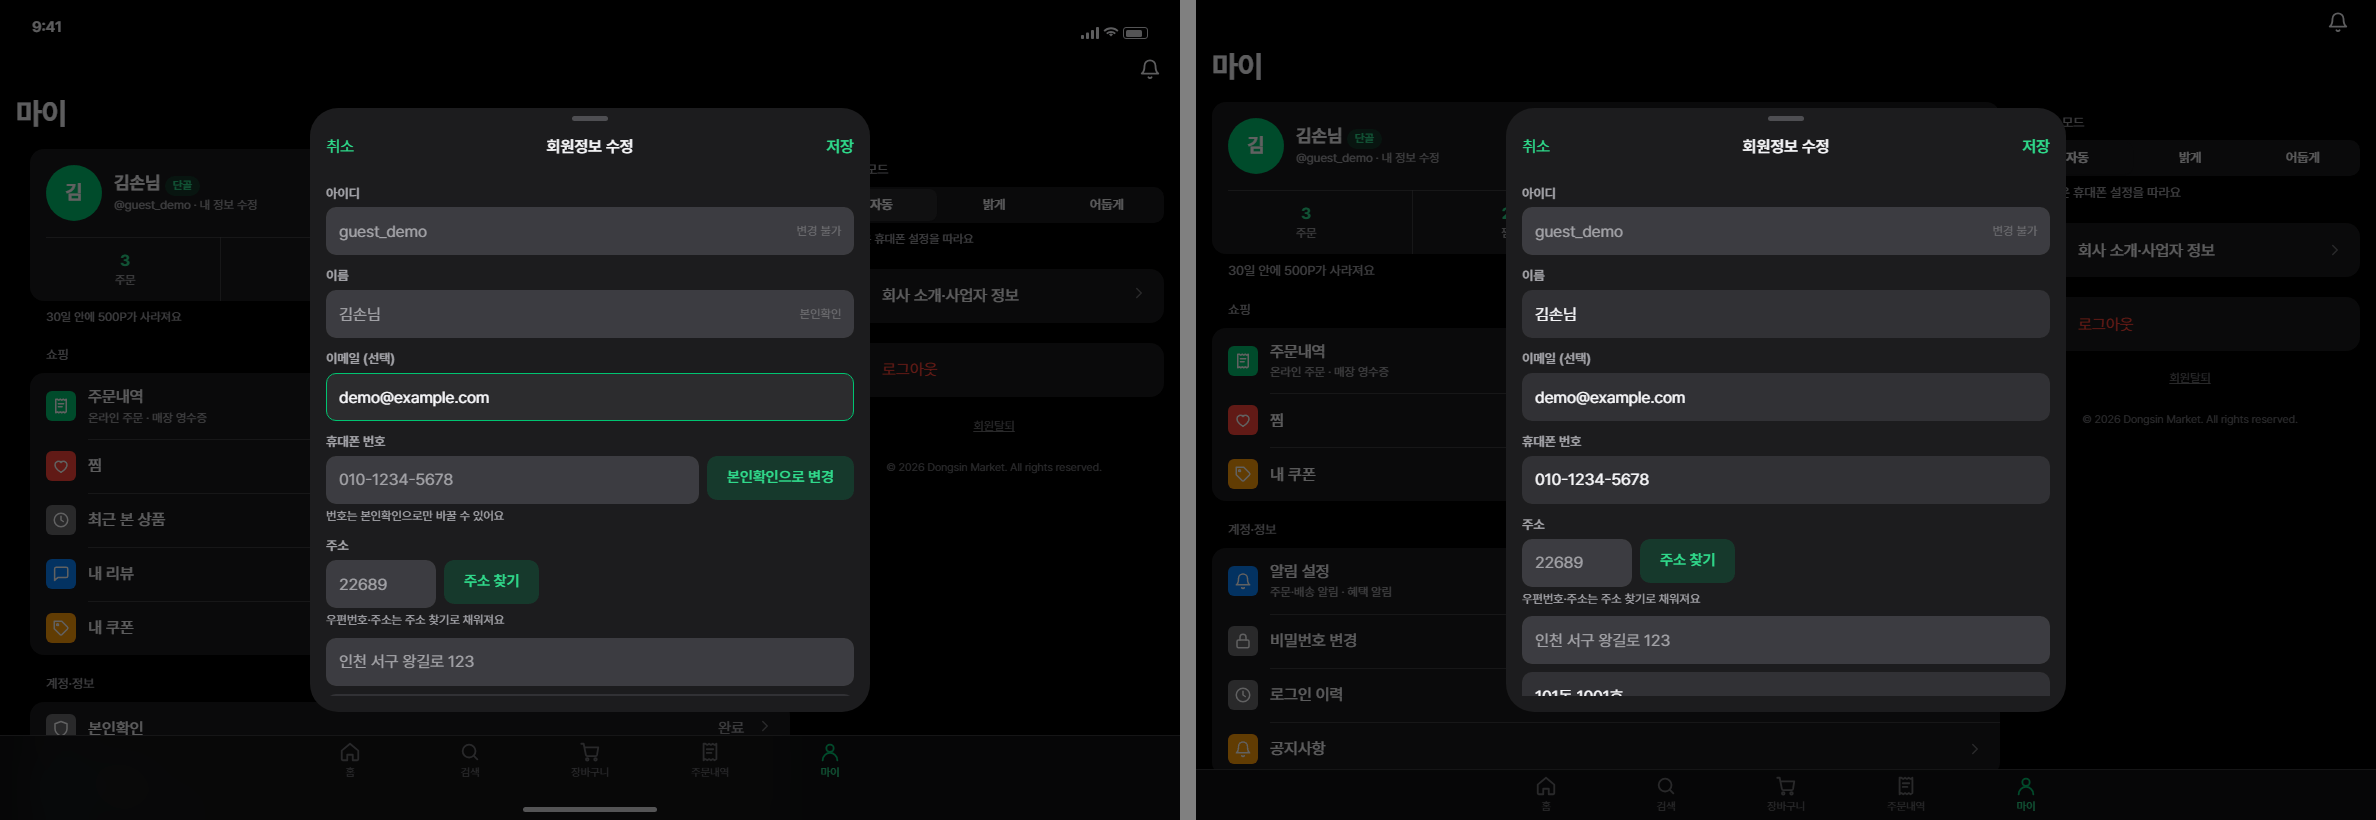 9:41
마이
김
김손님 단골
@guest_demo · 내 정보 수정
3
주문
30일 안에 500P가 사라져요
쇼핑
주문내역
온라인 주문 · 매장 영수증
찜
최근 본 상품
내 리뷰
내 쿠폰
계정·정보
본인확인
완료
취소
회원정보 수정
저장
아이디
guest_demo
변경 불가
이름
김손님
본인확인
이메일 (선택)
demo@example.com
휴대폰 번호
010-1234-5678
본인확인으로 변경
번호는 본인확인으로만 바꿀 수 있어요
주소
22689
주소 찾기
우편번호·주소는 주소 찾기로 채워져요
인천 서구 왕길로 123
모드
자동
밝게
어둡게
휴대폰 설정을 따라요
회사 소개·사업자 정보
로그아웃
회원탈퇴
© 2026 Dongsin Market. All rights reserved.
홈
검색
장바구니
주문내역
마이
마이
김
김손님 단골
@guest_demo · 내 정보 수정
3
주문
30일 안에 500P가 사라져요
쇼핑
주문내역
온라인 주문 · 매장 영수증
찜
내 쿠폰
계정·정보
알림 설정
주문·배송 알림 · 혜택 알림
비밀번호 변경
로그인 이력
공지사항
취소
회원정보 수정
저장
아이디
guest_demo
변경 불가
이름
김손님
이메일 (선택)
demo@example.com
휴대폰 번호
010-1234-5678
주소
22689
주소 찾기
우편번호·주소는 주소 찾기로 채워져요
인천 서구 왕길로 123
101동 1001호
모드
자동
밝게
어둡게
휴대폰 설정을 따라요
회사 소개·사업자 정보
로그아웃
회원탈퇴
© 2026 Dongsin Market. All rights reserved.
홈
검색
장바구니
주문내역
마이